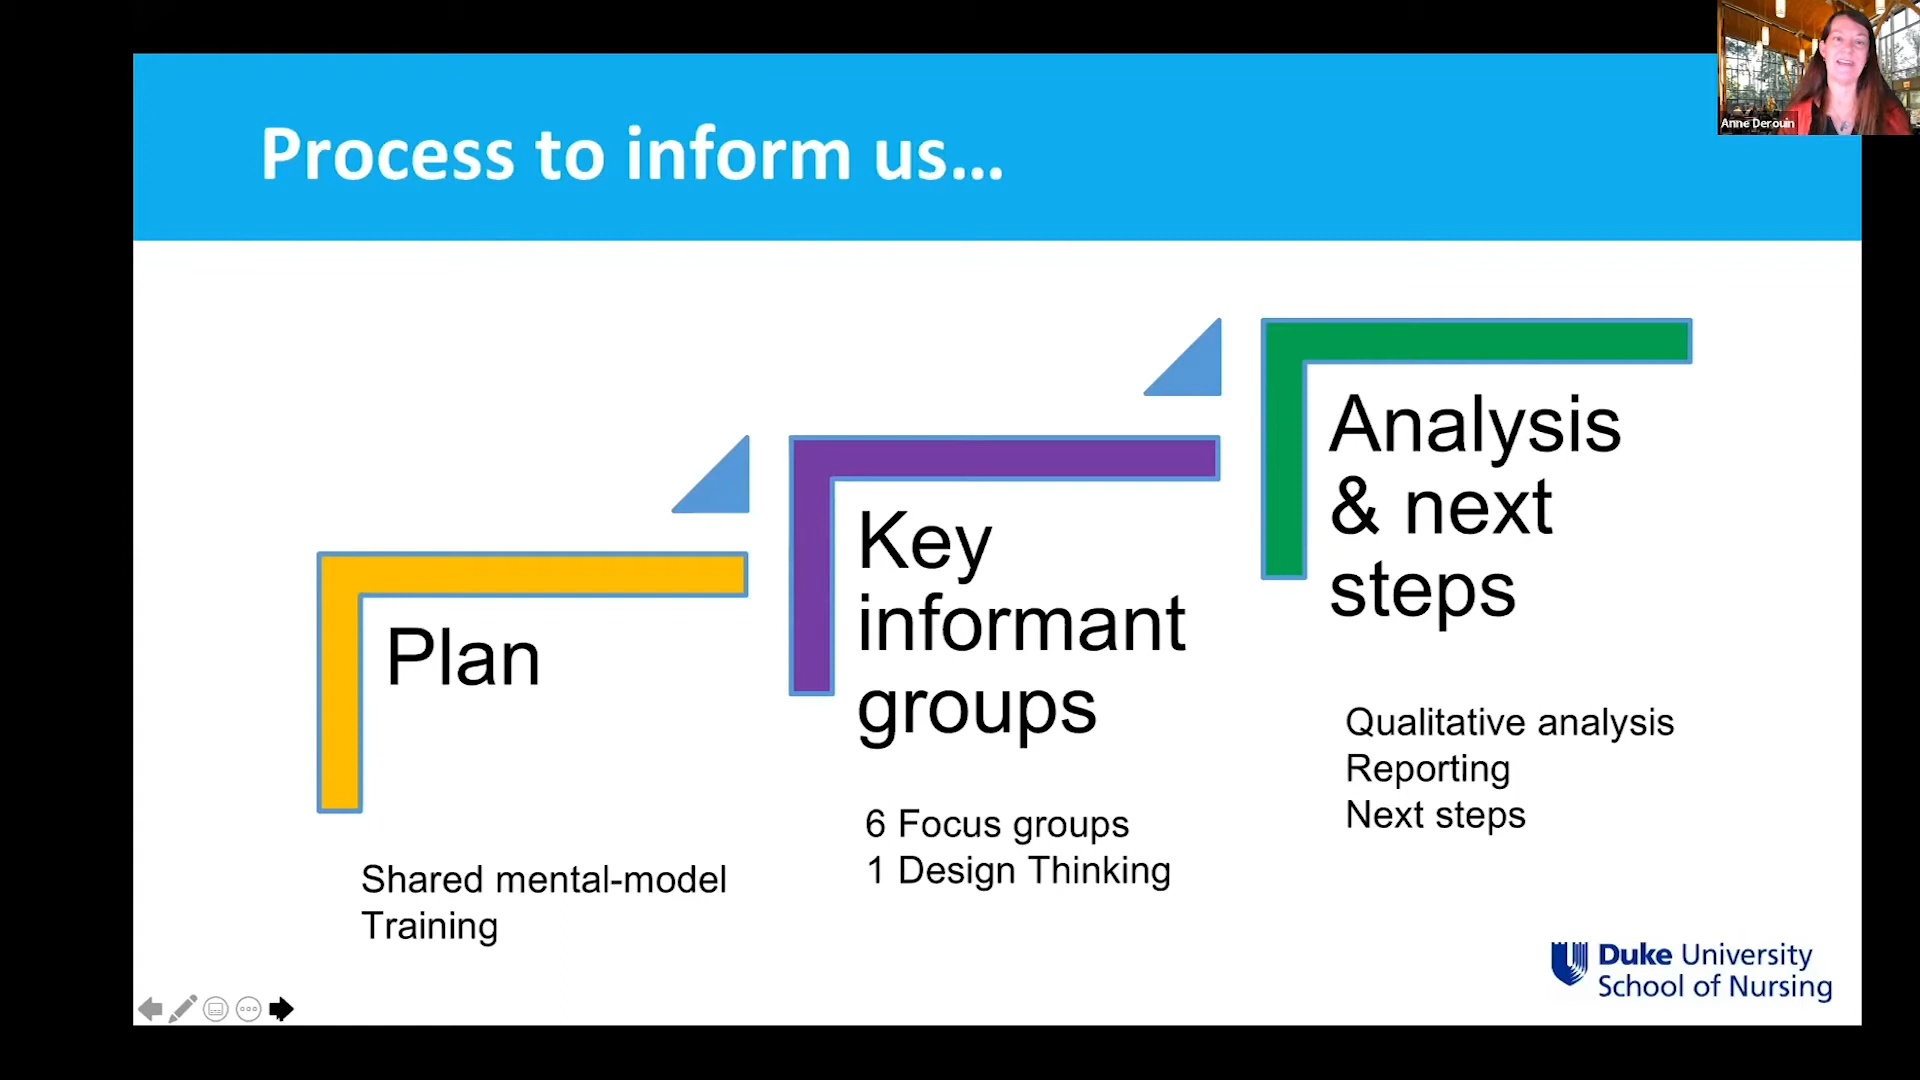 Process to inform us...
Anne Derouin
Plan
Shared mental-model
Training
Key
informant
groups
6 Focus groups
1 Design Thinking
Analysis
& next
steps
Qualitative analysis
Reporting
Next steps
Duke University
School of Nursing